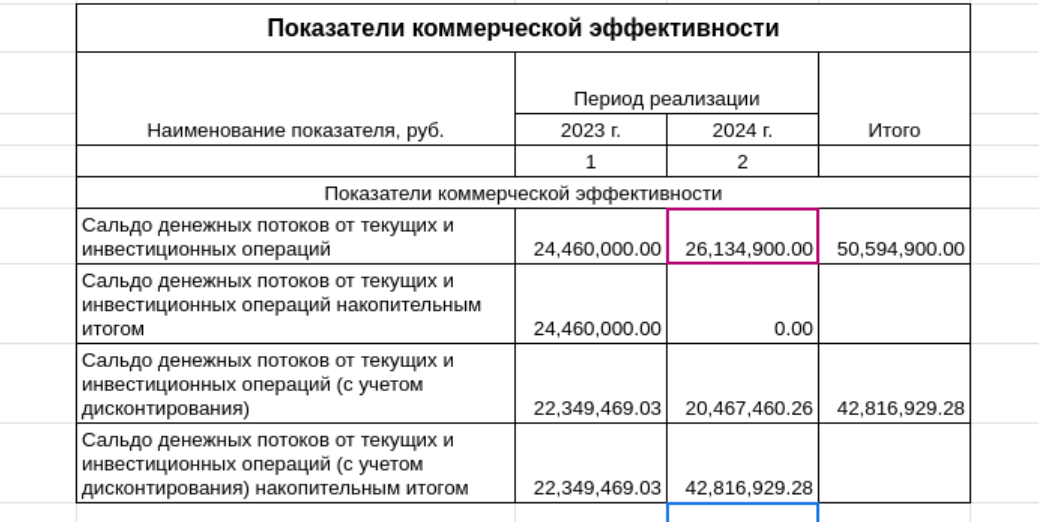 Показатели коммерческой эффективности
Период реализации
Наименование показателя, руб.
2023 г.
2024 г.
Итого
1
2
Показатели коммерческой эффективности
Сальдо денежных потоков от текущих и
инвестиционных операций
24,460,000.00
26,134,900.00
50,594,900.00
Сальдо денежных потоков от текущих и
инвестиционных операций накопительным
итогом
24,460,000.00
0.00
Сальдо денежных потоков от текущих и
инвестиционных операций (с учетом
дисконтирования)
22,349,469.03
20,467,460.26
42,816,929.28
Сальдо денежных потоков от текущих и
инвестиционных операций (с учетом
дисконтирования) накопительным итогом
22,349,469.03
42,816,929.28